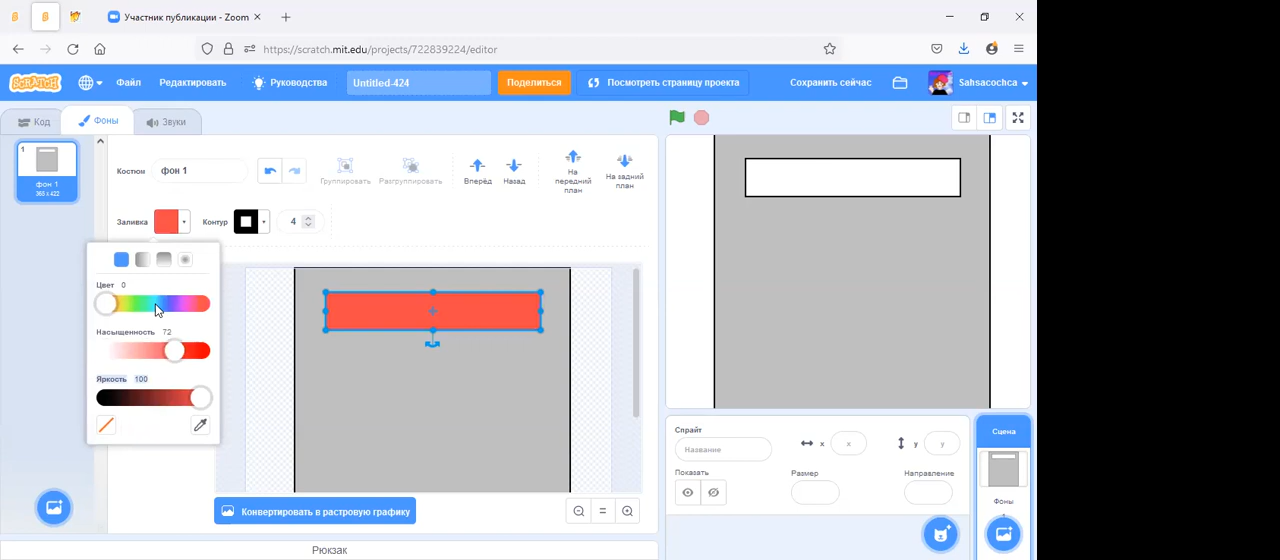 Участник публикации - Zoom
https://scratch.mit.edu/projects/722839224/editor
SCRATCH
Файл
Редактировать
Руководства
Untitled-424
Поделиться
Посмотреть страницу проекта
Сохранить сейчас
Sahsacochca
Код
Фоны
Звуки
1
фон 1
365 x 422
Костюм
фон 1
Группировать
Разгруппировать
Вперёд
Назад
На
передний
план
На задний
план
Заливка
Контур
4
Цвет 0
Насыщенность 72
Яркость 100
Конвертировать в растровую графику
Рюкзак
Спрайт
Название
x
x
y
y
Показать
Размер
Направление
Сцена
Фоны